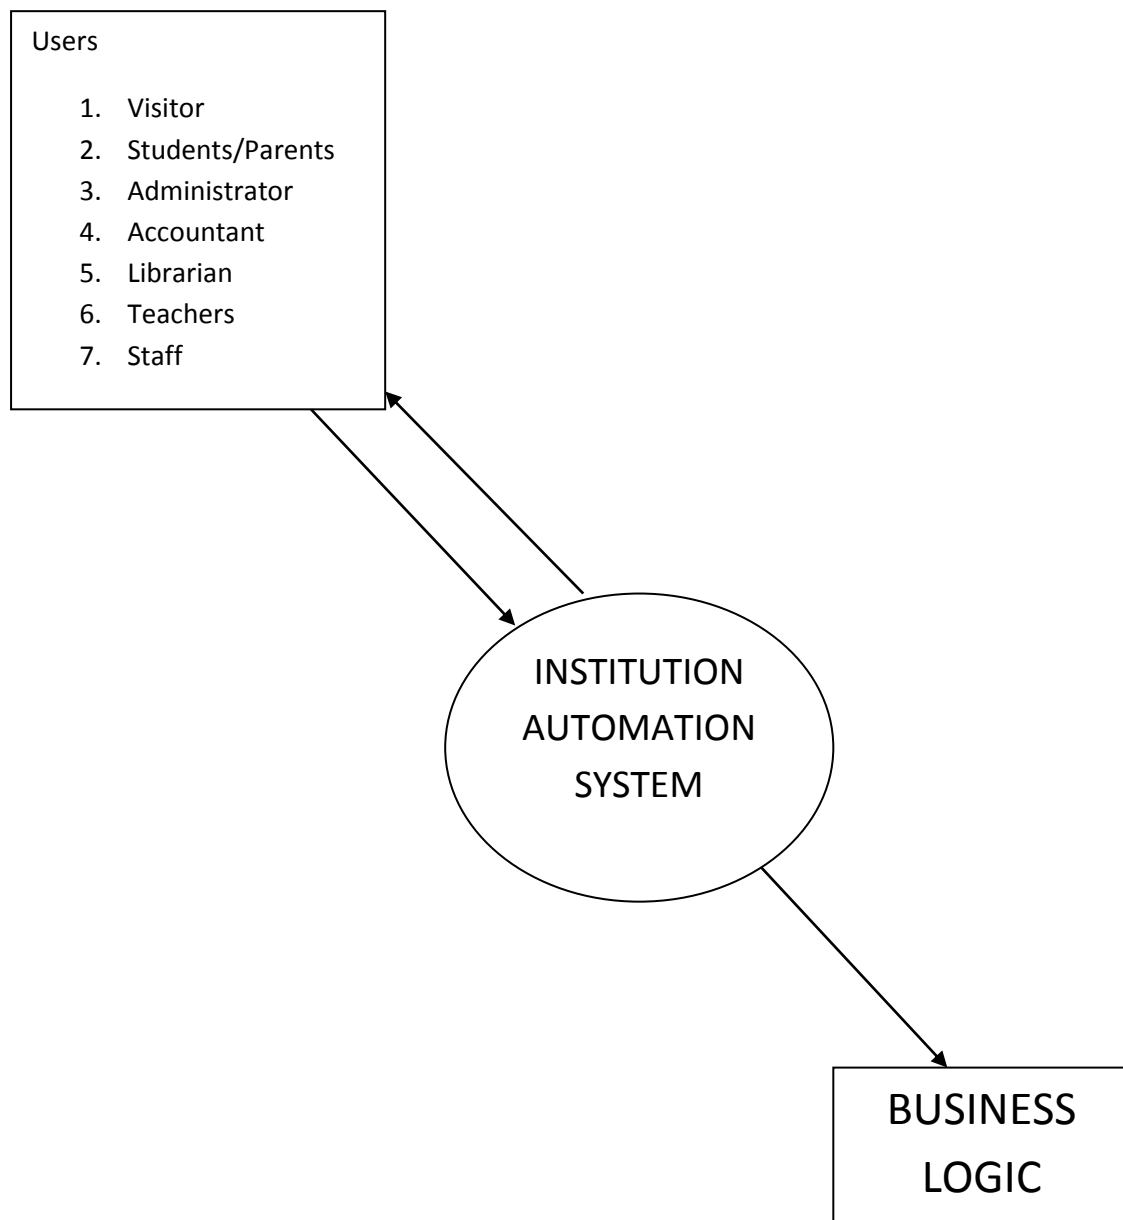 Users
1. Visitor
2. Students/Parents
3. Administrator
4. Accountant
5. Librarian
6. Teachers
7. Staff
INSTITUTION
AUTOMATION
SYSTEM
BUSINESS
LOGIC